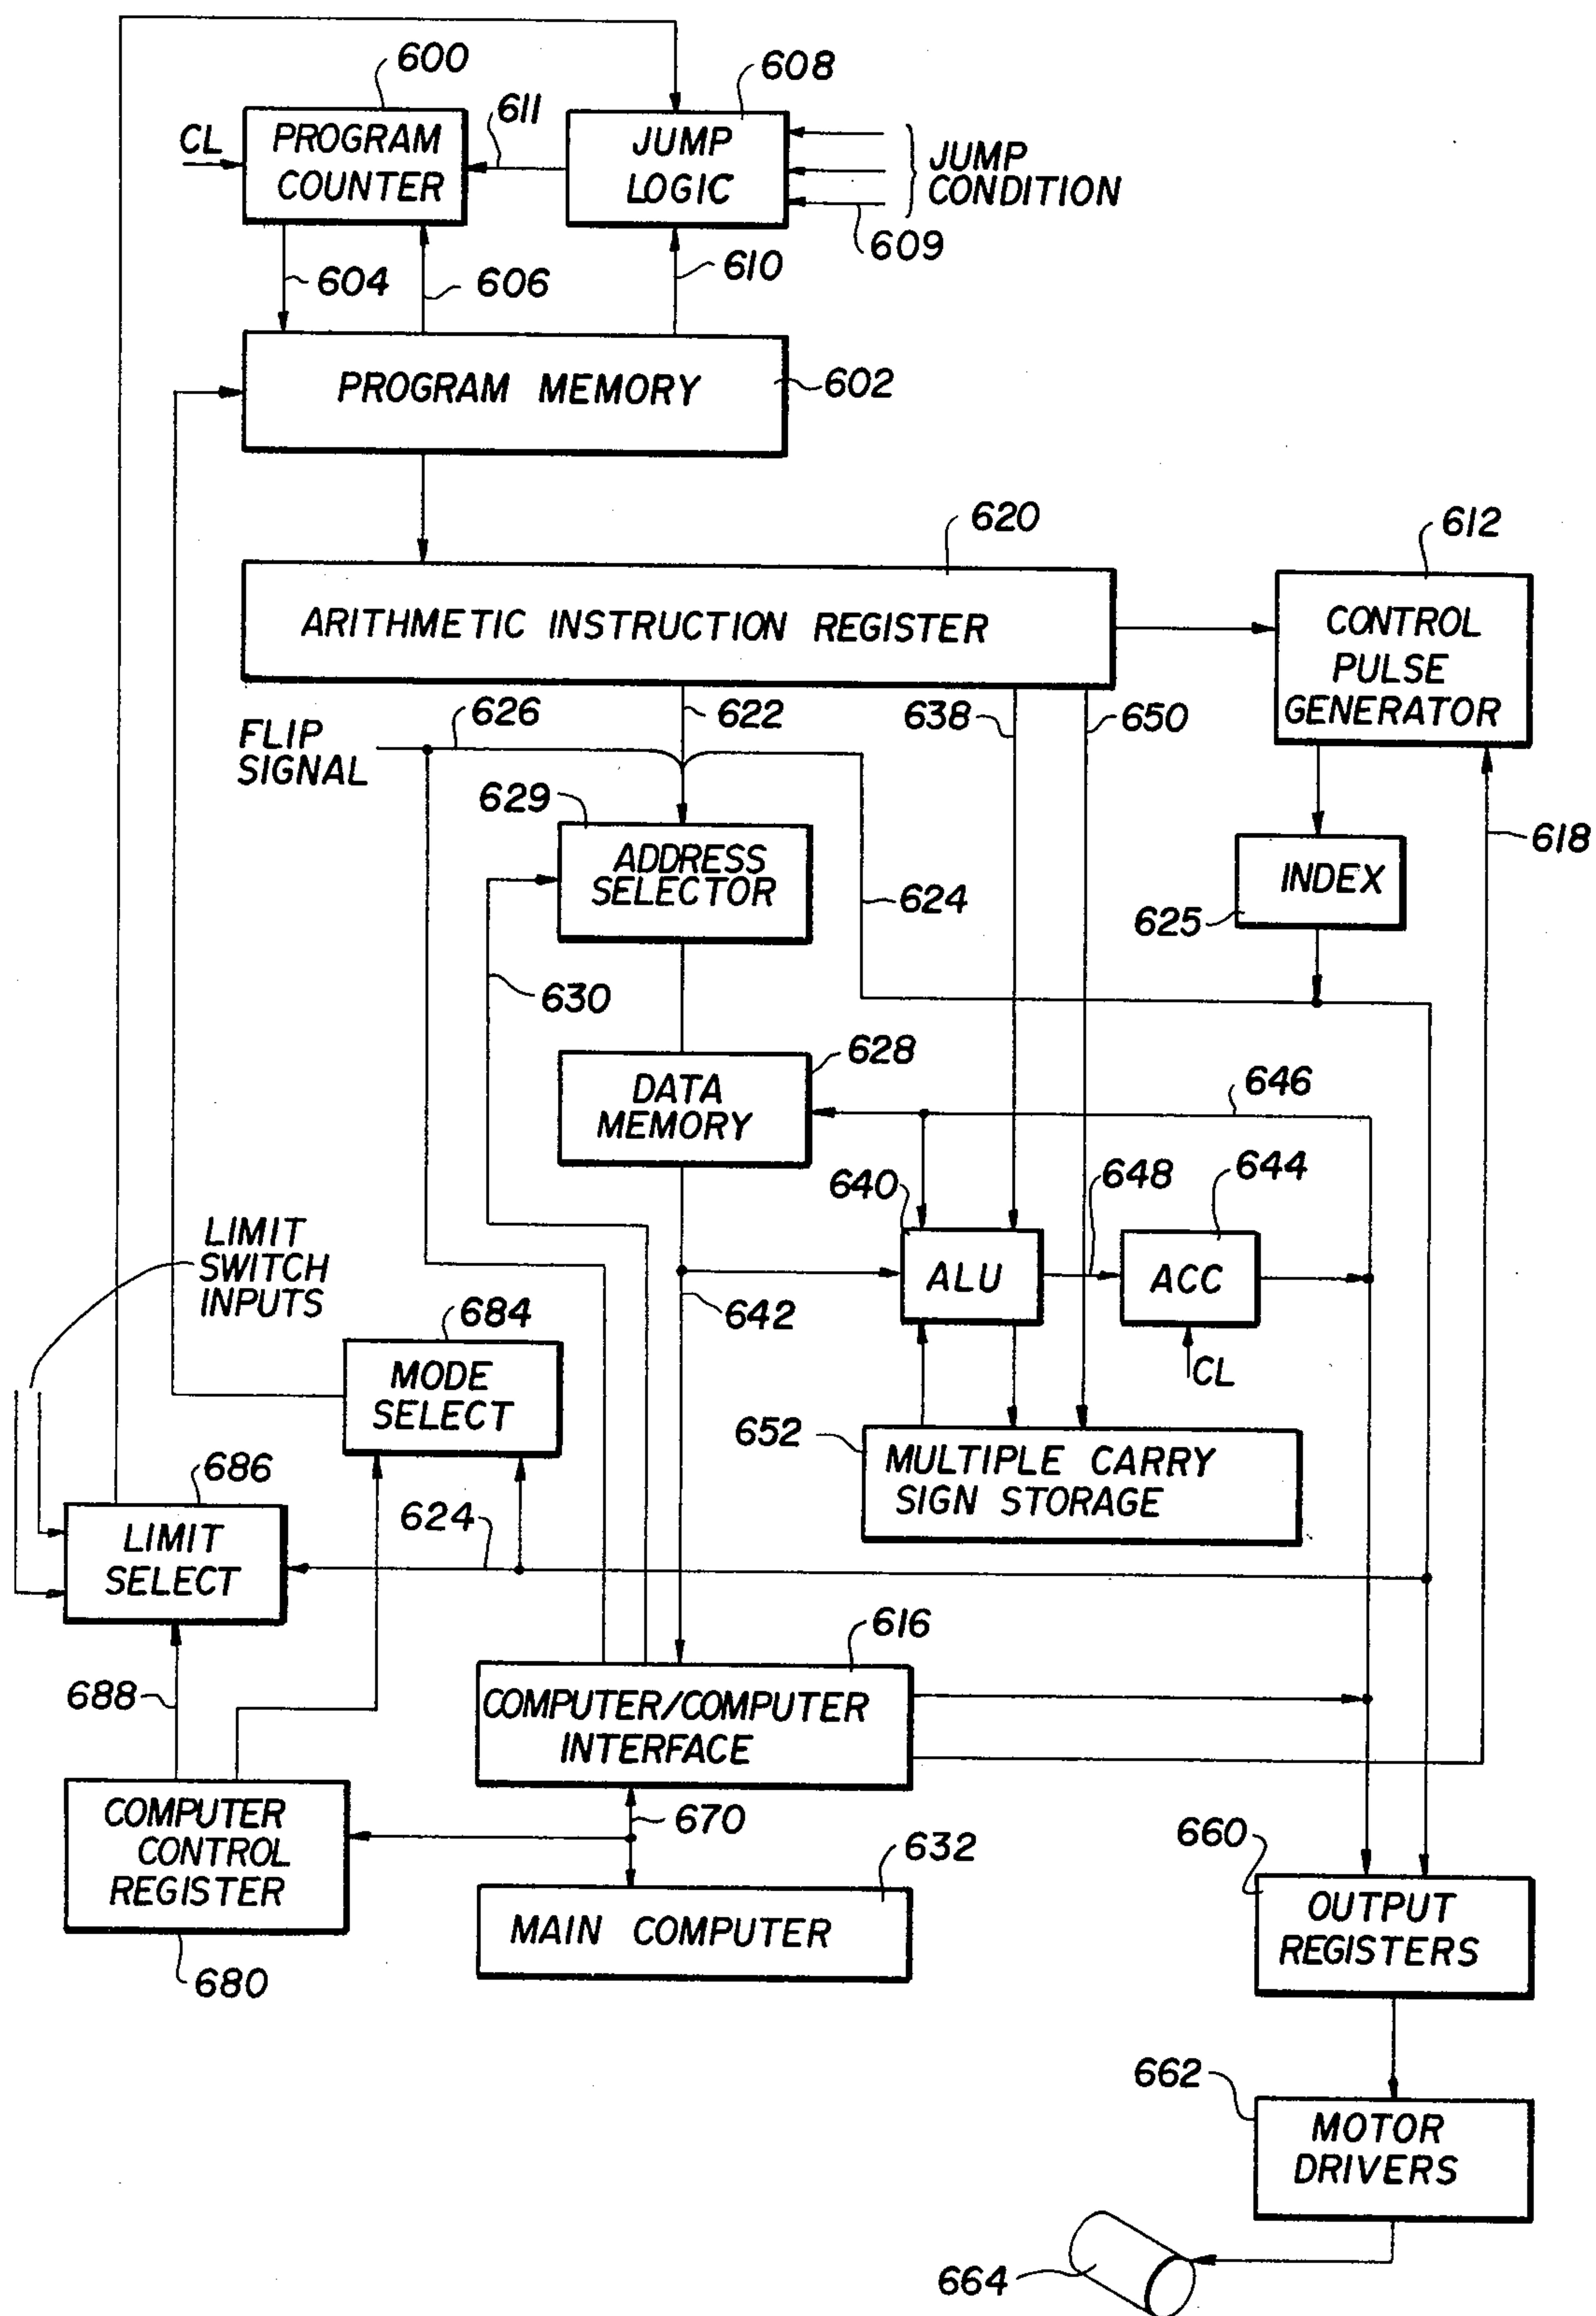 600
608
611
CL
PROGRAM
COUNTER
JUMP
LOGIC
JUMP
CONDITION
609
604
606
610
PROGRAM MEMORY
602
620
612
ARITHMETIC INSTRUCTION REGISTER
CONTROL
PULSE
GENERATOR
FLIP
SIGNAL
626
622
638
650
618
629
ADDRESS
SELECTOR
624
INDEX
625
630
628
DATA
MEMORY
646
640
648
644
LIMIT
SWITCH
INPUTS
ALU
ACC
642
CL
684
MODE
SELECT
652
MULTIPLE CARRY
SIGN STORAGE
686
624
LIMIT
SELECT
616
688
COMPUTER/COMPUTER
INTERFACE
COMPUTER
CONTROL
REGISTER
670
632
660
MAIN COMPUTER
OUTPUT
REGISTERS
680
662
MOTOR
DRIVERS
664